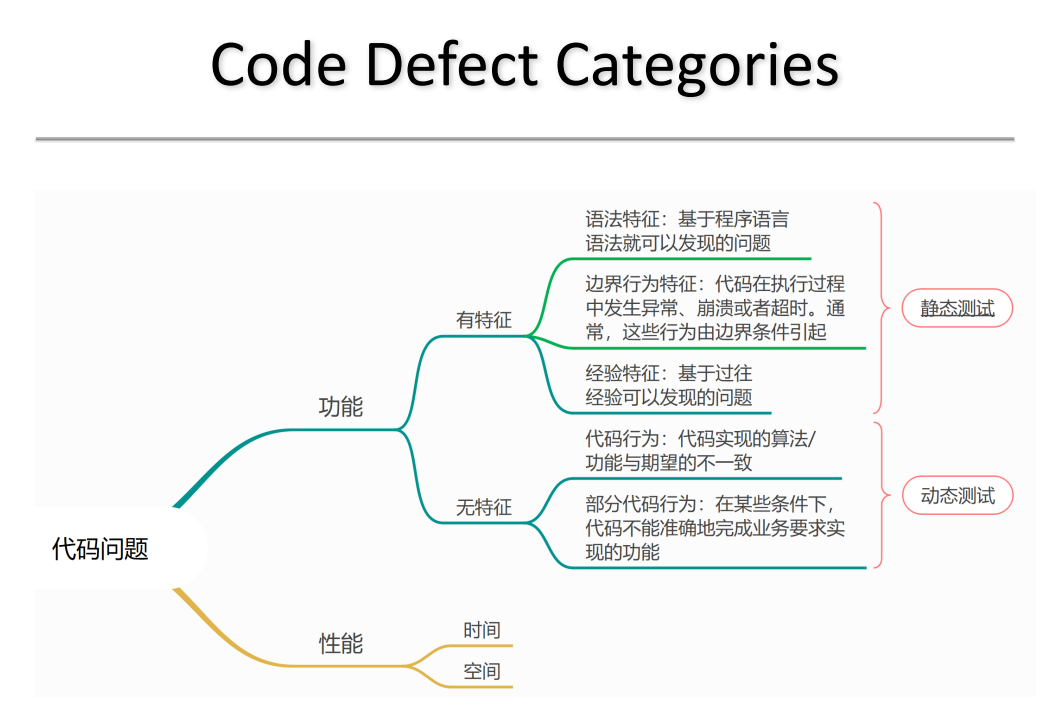 Code Defect Categories
语法特征：基于程序语言
语法就可以发现的问题
边界行为特征：代码在执行过程
中发生异常、崩溃或者超时。通
常，这些行为由边界条件引起
静态测试
有特征
经验特征：基于过往
经验可以发现的问题
功能
代码行为：代码实现的算法/
功能与期望的不一致
无特征
部分代码行为：在某些条件下，
代码不能准确地完成业务要求实
现的功能
动态测试
代码问题
性能
时间
空间